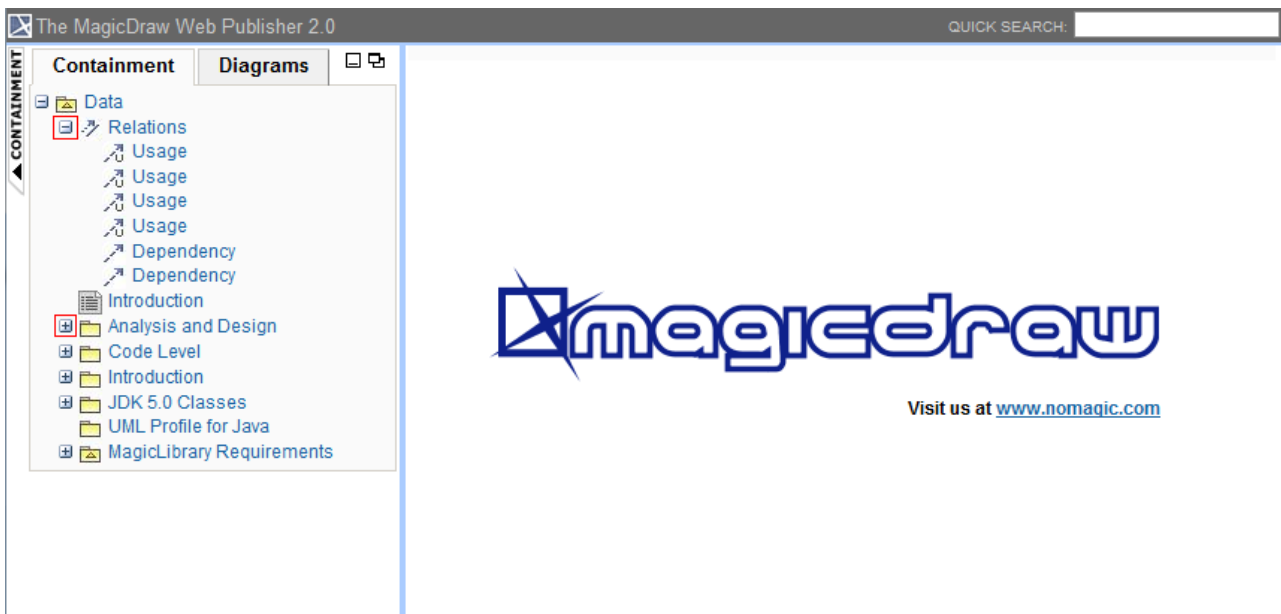 The MagicDraw Web Publisher 2.0
QUICK SEARCH:
CONTAINMENT
Containment
Diagrams
Data
Relations
Usage
Usage
Usage
Usage
Dependency
Dependency
Introduction
Analysis and Design
Code Level
Introduction
JDK 5.0 Classes
UML Profile for Java
MagicLibrary Requirements
magicdraw
Visit us at www.nomagic.com